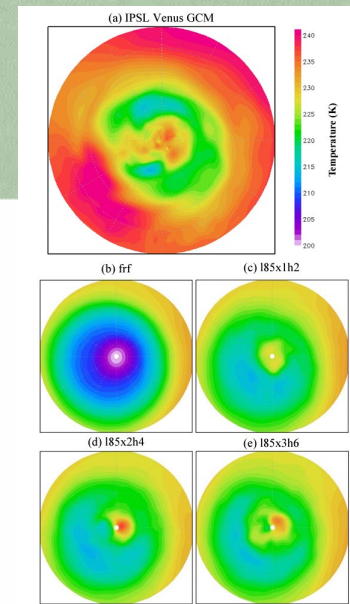 (a) IPSL Venus GCM
240
235
230
225
220
215
210
205
200
Temperature (K)
(b) frf
(c) l85x1h2
(d) l85x2h4
(e) l85x3h6